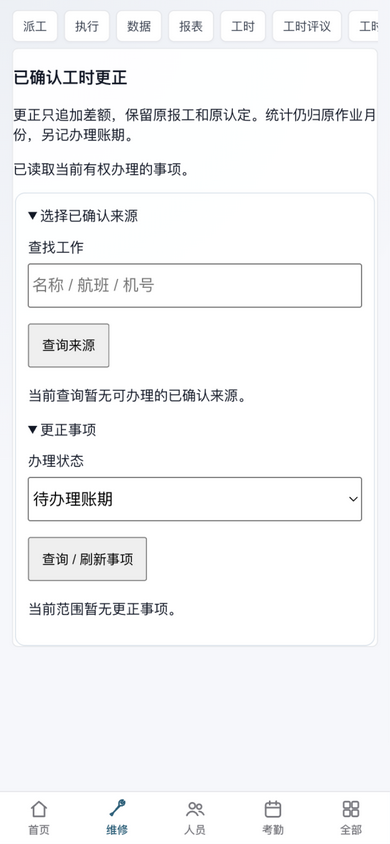 派工
执行
数据
报表
工时
工时评议
已确认工时更正
更正只追加差额，保留原报工和原认定。统计仍归原作业月
份，另记办理账期。
已读取当前有权办理的事项。
▼选择已确认来源
查找工作
名称 / 航班 / 机号
查询来源
当前查询暂无可办理的已确认来源。
▼更正事项
办理状态
待办理账期
查询 / 刷新事项
当前范围暂无更正事项。
首页
维修
人员
考勤
全部